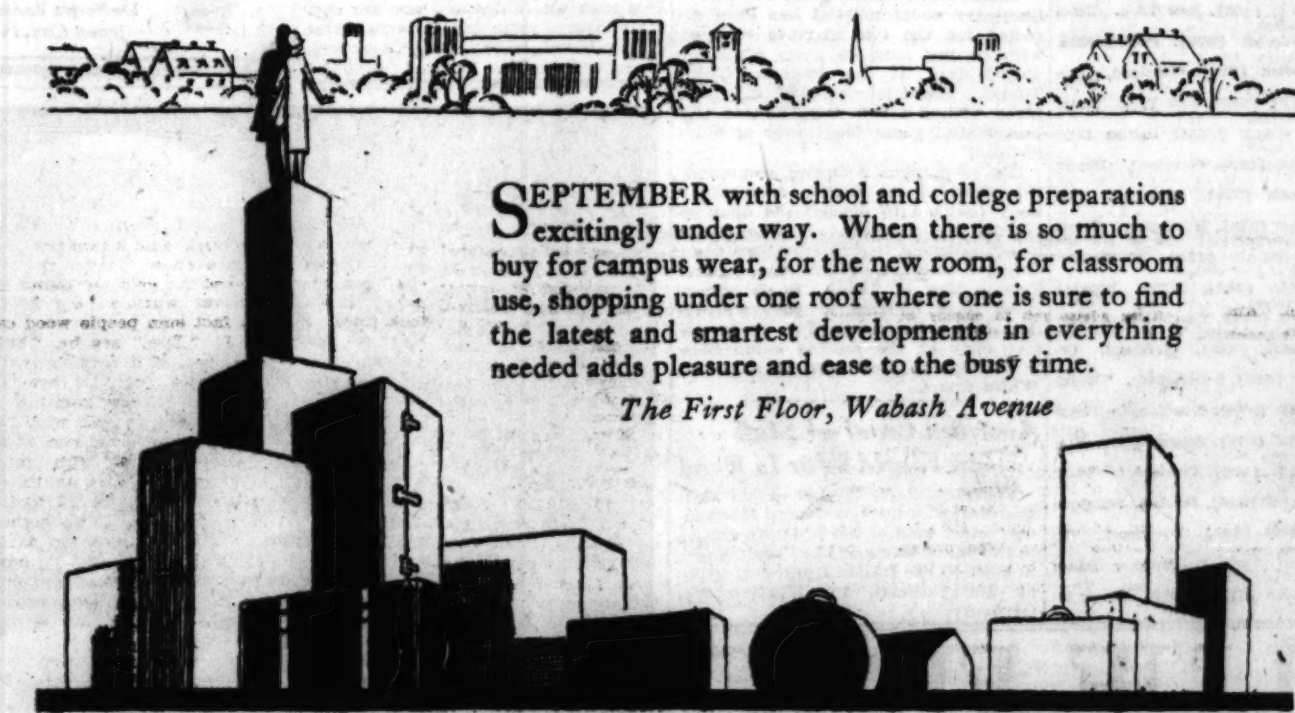 SEPTEMBER with school and college preparations
excitingly under way. When there is so much to
buy for campus wear, for the new room, for classroom
use, shopping under one roof where one is sure to find
the latest and smartest developments in everything
needed adds pleasure and ease to the busy time.
The First Floor, Wabash Avenue